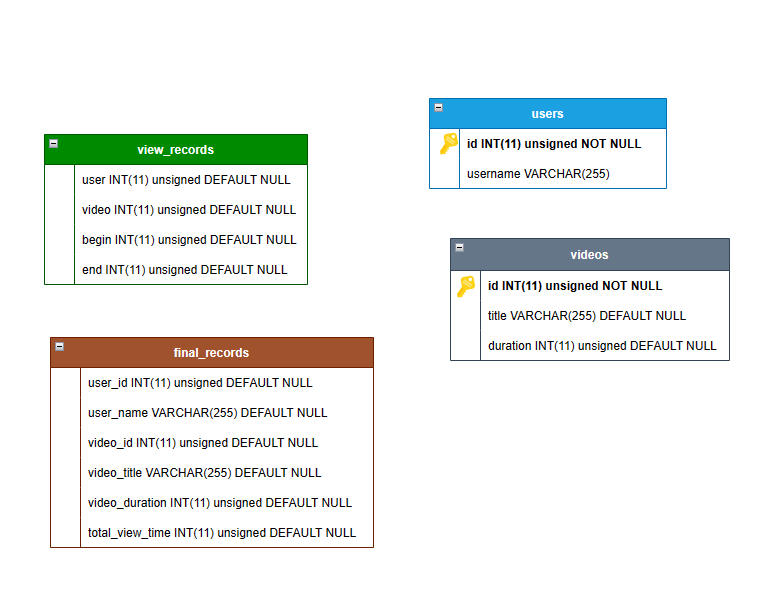 view_records
user INT(11) unsigned DEFAULT NULL
video INT(11) unsigned DEFAULT NULL
begin INT(11) unsigned DEFAULT NULL
end INT(11) unsigned DEFAULT NULL
users
id INT(11) unsigned NOT NULL
username VARCHAR(255)
videos
id INT(11) unsigned NOT NULL
title VARCHAR(255) DEFAULT NULL
duration INT(11) unsigned DEFAULT NULL
final_records
user_id INT(11) unsigned DEFAULT NULL
user_name VARCHAR(255) DEFAULT NULL
video_id INT(11) unsigned DEFAULT NULL
video_title VARCHAR(255) DEFAULT NULL
video_duration INT(11) unsigned DEFAULT NULL
total_view_time INT(11) unsigned DEFAULT NULL